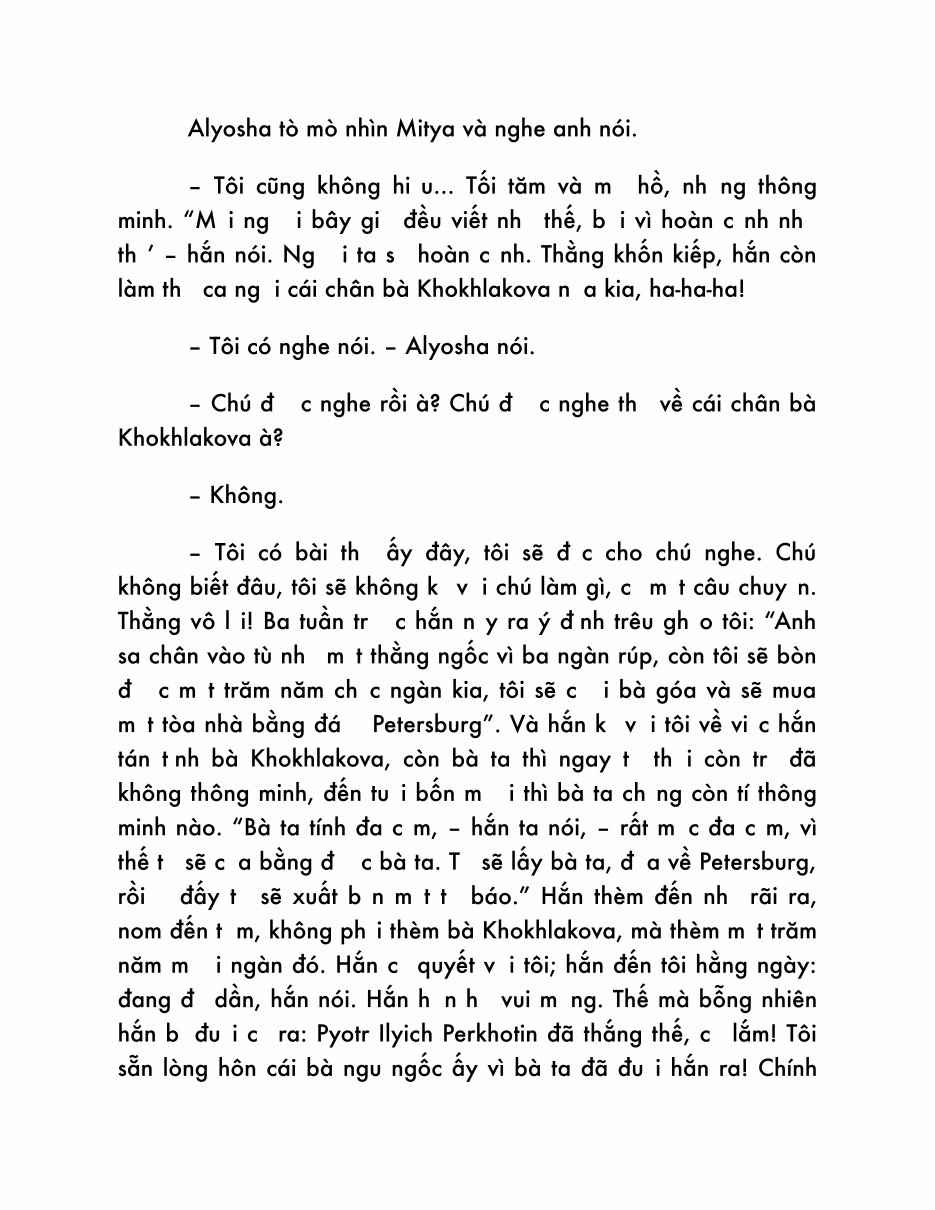 Alyosha tò mò nhìn Mitya và nghe anh nói.
– Tôi cũng không hi u... Tối tăm và m hồ, nh ng thông
minh. “M i ng i bây gi đều viết nh thế, b i vì hoàn c nh nh
th ’ – hắn nói. Ng i ta s hoàn c nh. Thằng khốn kiếp, hắn còn
làm th ca ng i cái chân bà Khokhlakova n a kia, ha-ha-ha!
– Tôi có nghe nói. – Alyosha nói.
– Chú đ c nghe rồi à? Chú đ c nghe th về cái chân bà
Khokhlakova à?
– Không.
– Tôi có bài th ấy đây, tôi sẽ đ c cho chú nghe. Chú
không biết đâu, tôi sẽ không k v i chú làm gì, c m t câu chuy n.
Thằng vô l i! Ba tuần tr c hắn n y ra ý đ nh trêu gh o tôi: “Anh
sa chân vào tù nh m t thằng ngốc vì ba ngàn rúp, còn tôi sẽ bòn
đ c m t trăm năm ch c ngàn kia, tôi sẽ c i bà góa và sẽ mua
m t tòa nhà bằng đá Petersburg”. Và hắn k v i tôi về vi c hắn
tán t nh bà Khokhlakova, còn bà ta thì ngay t th i còn tr đã
không thông minh, đến tu i bốn m i thì bà ta ch ng còn tí thông
minh nào. “Bà ta tính đa c m, – hắn ta nói, – rất m c đa c m, vì
thế t sẽ c a bằng đ c bà ta. T sẽ lấy bà ta, đ a về Petersburg,
rồi đấy t sẽ xuất b n m t t báo.” Hắn thèm đến nh rãi ra,
nom đến t m, không ph i thèm bà Khokhlakova, mà thèm m t trăm
năm m i ngàn đó. Hắn c quyết v i tôi; hắn đến tôi hằng ngày:
đang đ dần, hắn nói. Hắn h n h vui m ng. Thế mà bỗng nhiên
hắn b đu i c ra: Pyotr Ilyich Perkhotin đã thắng thế, c lắm! Tôi
sẵn lòng hôn cái bà ngu ngốc ấy vì bà ta đã đu i hắn ra! Chính